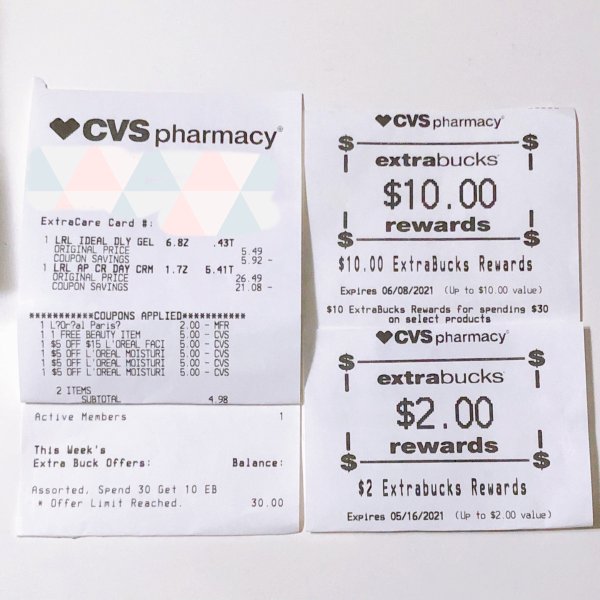 CVS pharmacy®
ExtraCare Card #:
1 LRL IDEAL DLY GEL 6.8Z .43T
ORIGINAL PRICE 5.49
COUPON SAVINGS 5.92 -
1 LRL AP CR DAY CRM 1.7Z 5.41T
ORIGINAL PRICE 26.49
COUPON SAVINGS 21.08 -
***********COUPONS APPLIED***********
1 L?Or?al Paris? 2.00 - MFR
1 1 FREE BEAUTY ITEM 5.00 - CVS
1 $5 OFF $15 L'OREAL FACI 5.00 - CVS
1 $5 OFF L'OREAL MOISTURI 5.00 - CVS
1 $5 OFF L'OREAL MOISTURI 5.00 - CVS
1 $5 OFF L'OREAL MOISTURI 5.00 - CVS
2 ITEMS
SUBTOTAL 4.98
Active Members 1
This Week's
Extra Buck Offers: Balance:
Assorted, Spend 30 Get 10 EB
* Offer Limit Reached. 30.00
CVS pharmacy®
$ $
extrabucks®
$10.00
rewards
$ $
$10.00 ExtraBucks Rewards
Expires 06/08/2021 (Up to $10.00 value)
$10 ExtraBucks Rewards for spending $30
on select products
CVS pharmacy®
$ $
extrabucks®
$2.00
rewards
$ $
$2 Extrabucks Rewards
Expires 05/16/2021 (Up to $2.00 value)